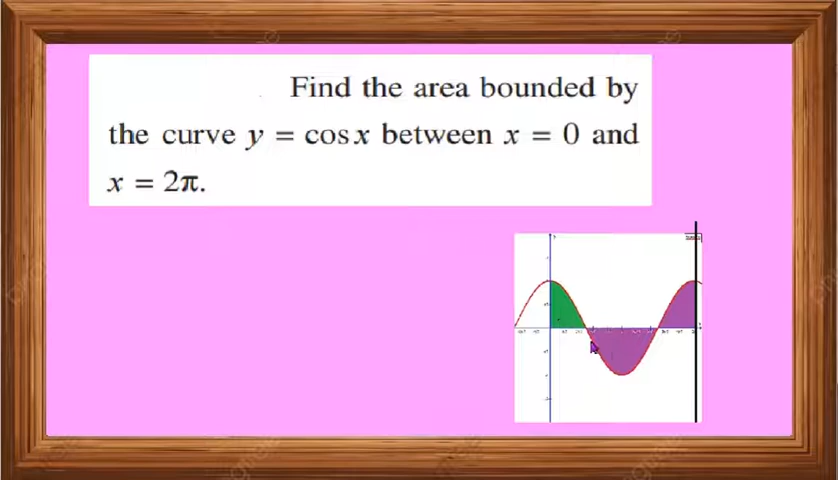 Find the area bounded by
the curve y = cos x between x = 0 and
x = 2π.